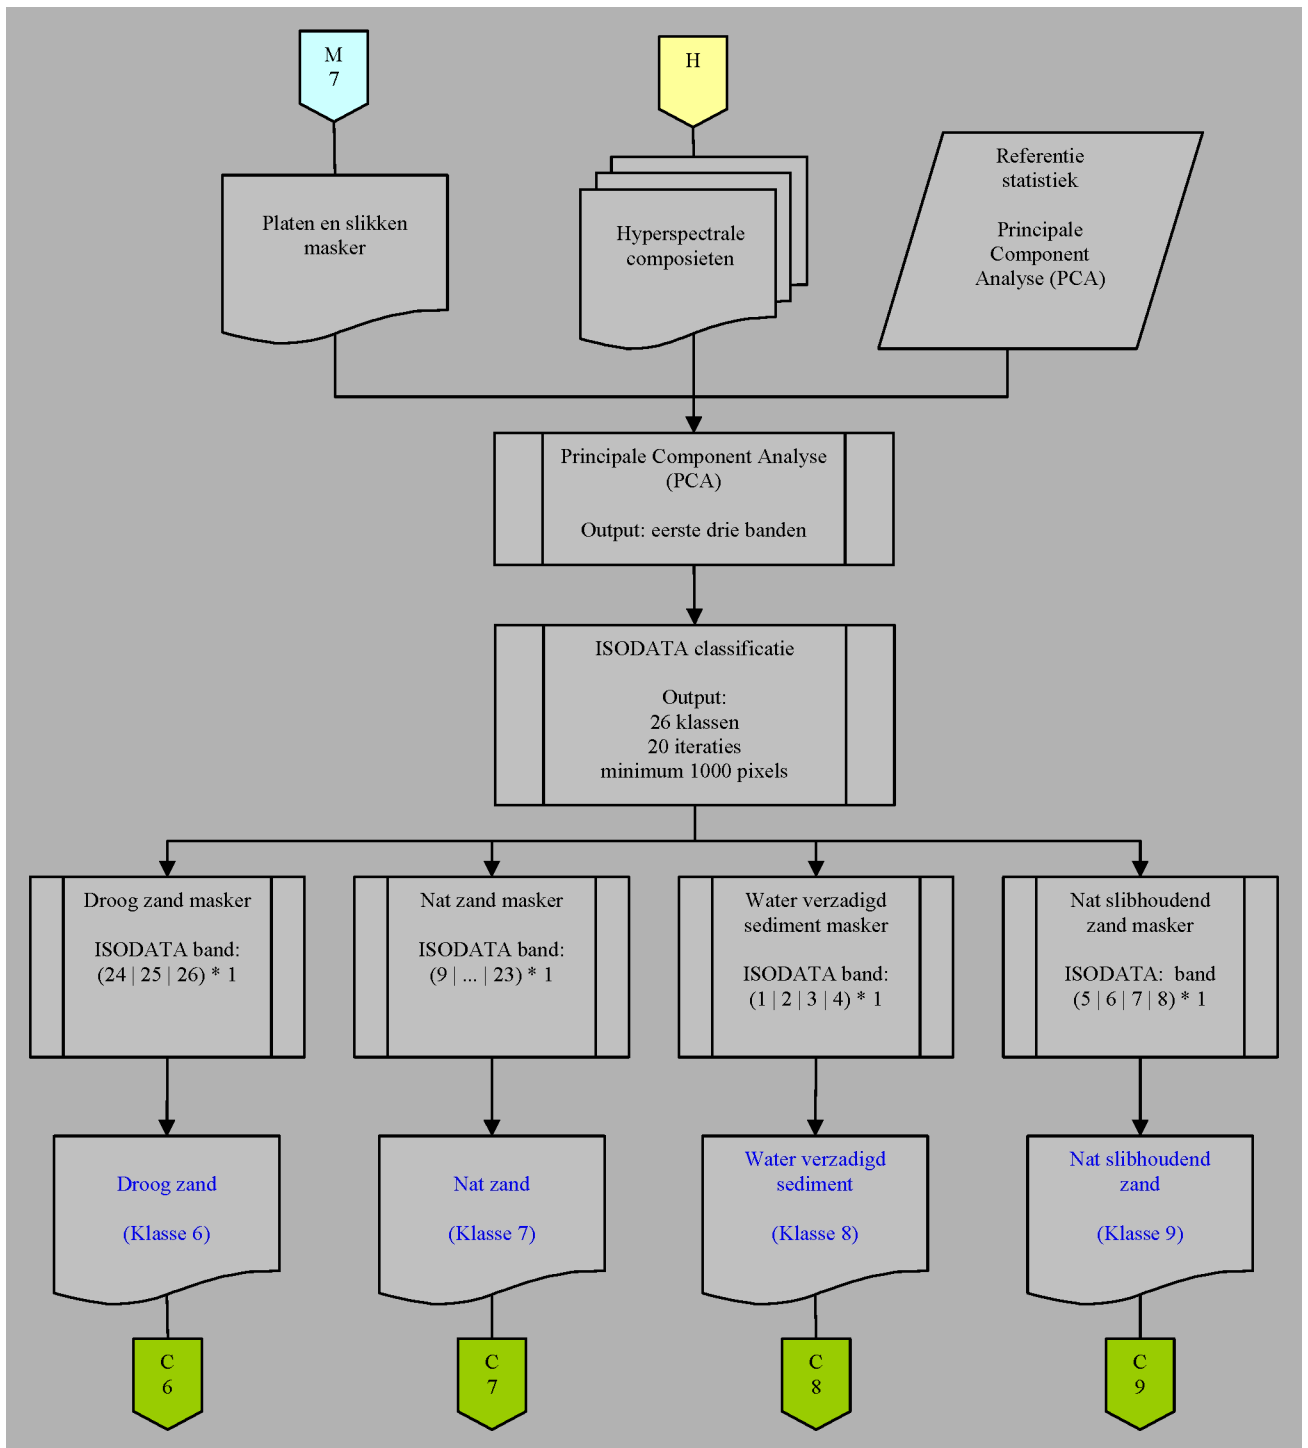 M
7
H
Platen en slikken
masker
Hyperspectrale
composieten
Referentie
statistiek
Principale
Component
Analyse (PCA)
Principale Component Analyse
(PCA)
Output: eerste drie banden
ISODATA classificatie
Output:
26 klassen
20 iteraties
minimum 1000 pixels
Droog zand masker
ISODATA band:
(24 | 25 | 26) * 1
Nat zand masker
ISODATA band:
(9 | ... | 23) * 1
Water verzadigd
sediment masker
ISODATA band:
(1 | 2 | 3 | 4) * 1
Nat slibhoudend
zand masker
ISODATA:  band
(5 | 6 | 7 | 8) * 1
Droog zand
(Klasse 6)
Nat zand
(Klasse 7)
Water verzadigd
sediment
(Klasse 8)
Nat slibhoudend
zand
(Klasse 9)
C
6
C
7
C
8
C
9